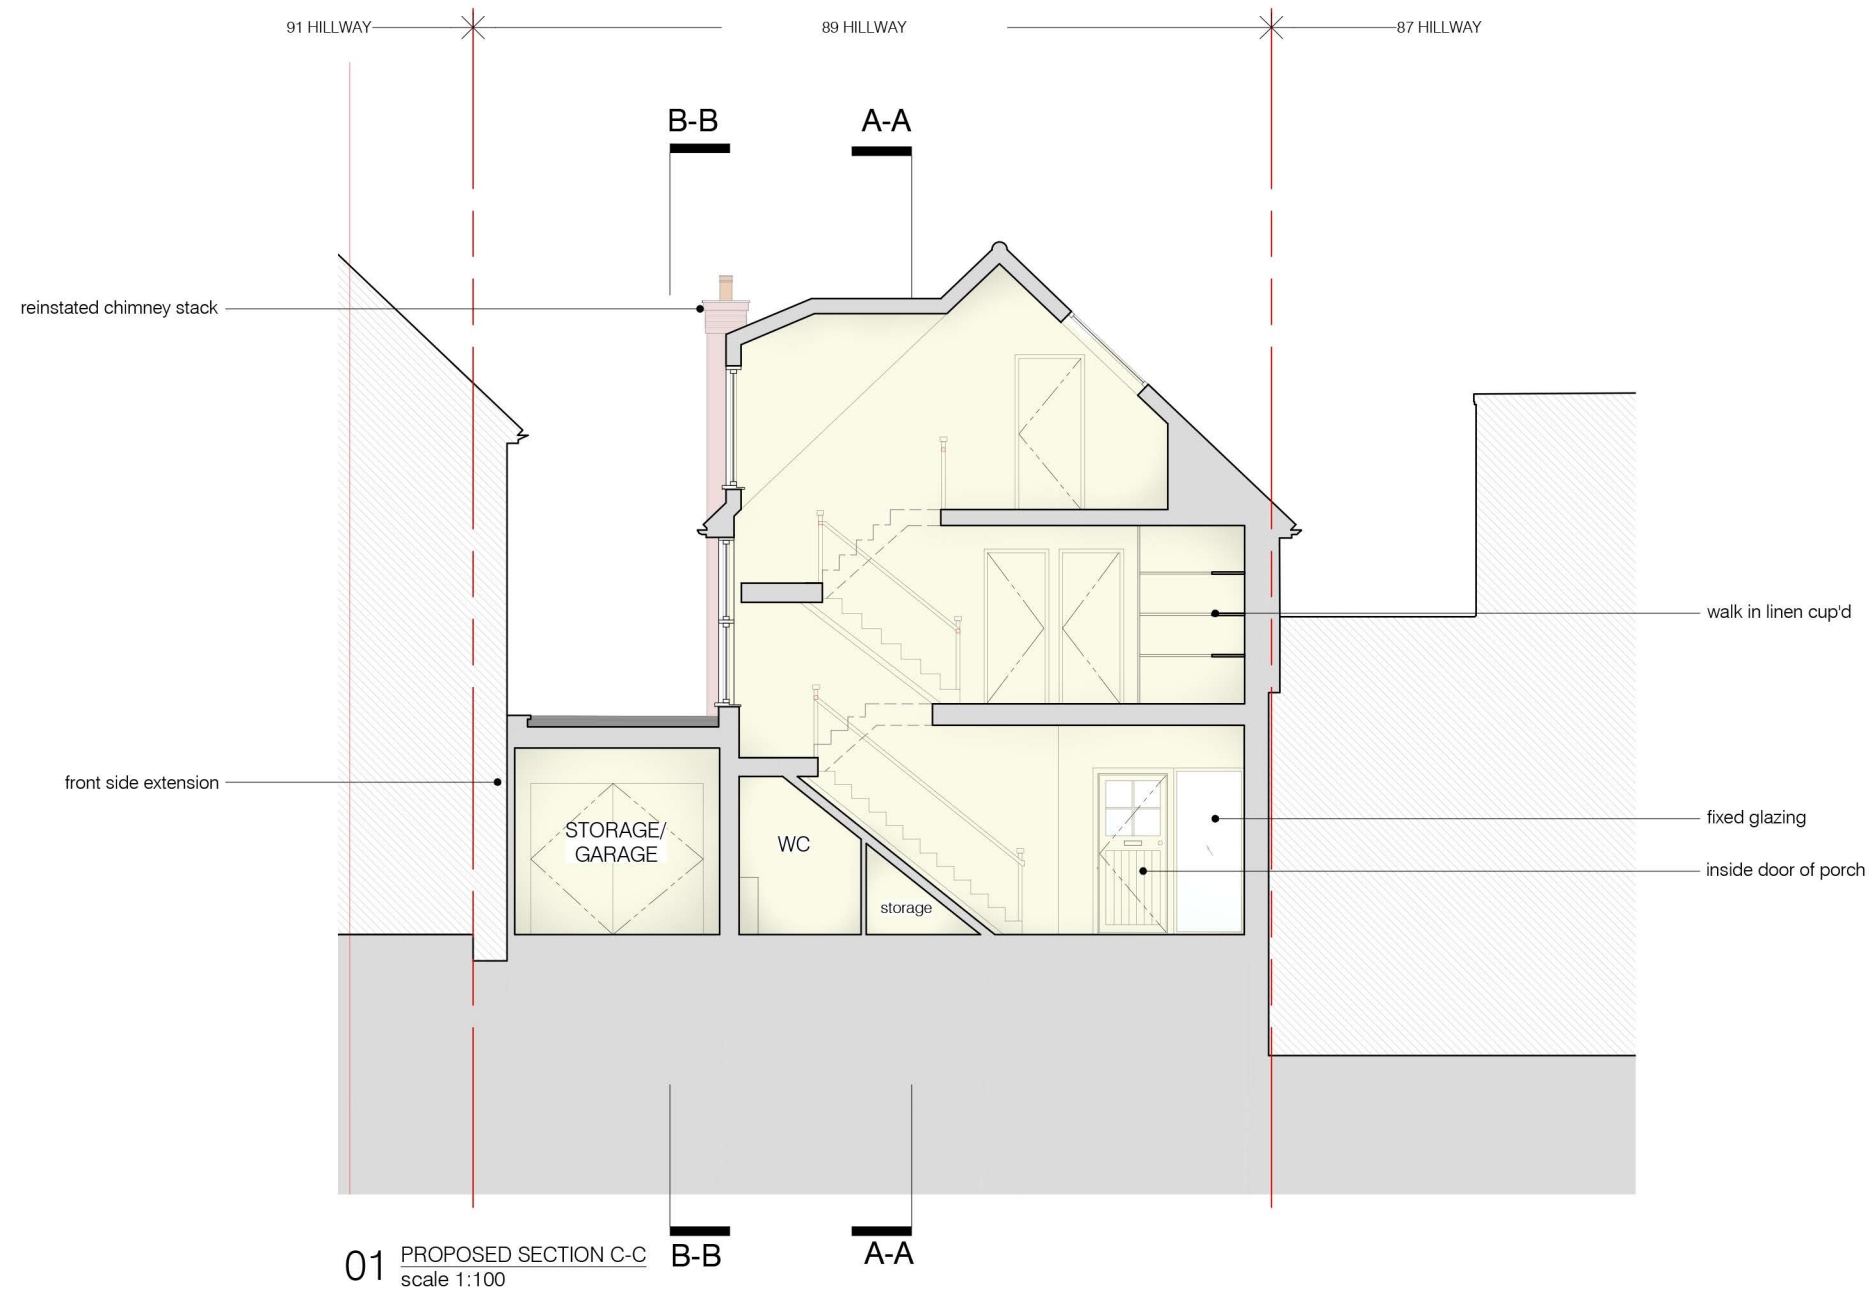 91 HILLWAY
89 HILLWAY
87 HILLWAY
B-B
A-A
reinstated chimney stack
walk in linen cup'd
front side extension
STORAGE/
GARAGE
WC
storage
fixed glazing
inside door of porch
01
PROPOSED SECTION C-C
scale 1:100
B-B
A-A